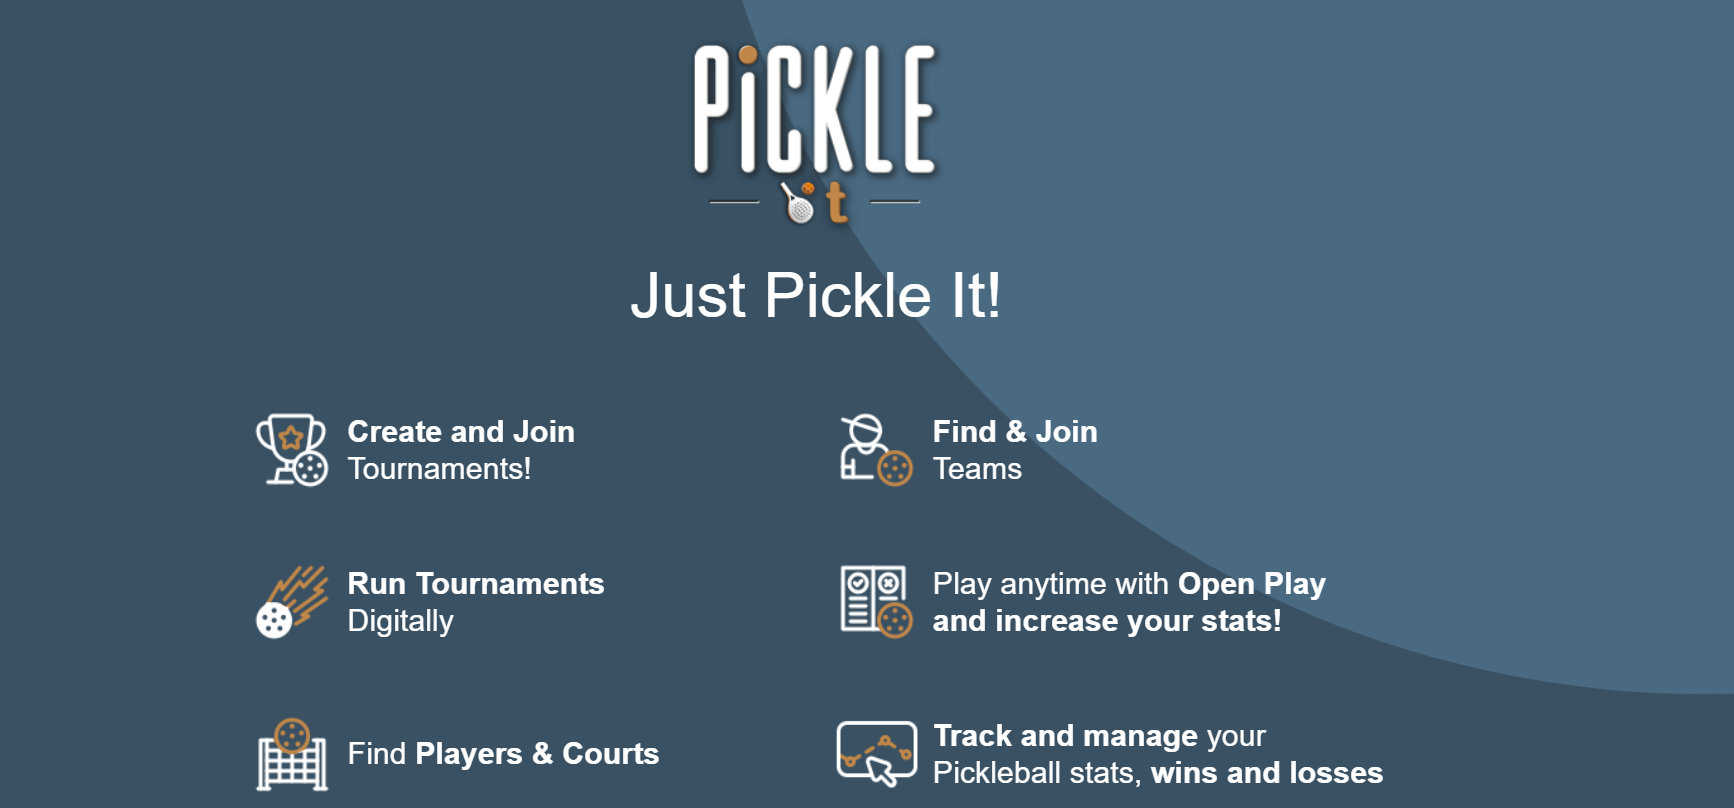 PiCKLE
it
Just Pickle It!
Create and Join
Tournaments!
Find & Join
Teams
Run Tournaments
Digitally
Play anytime with Open Play
and increase your stats!
Find Players & Courts
Track and manage your
Pickleball stats, wins and losses